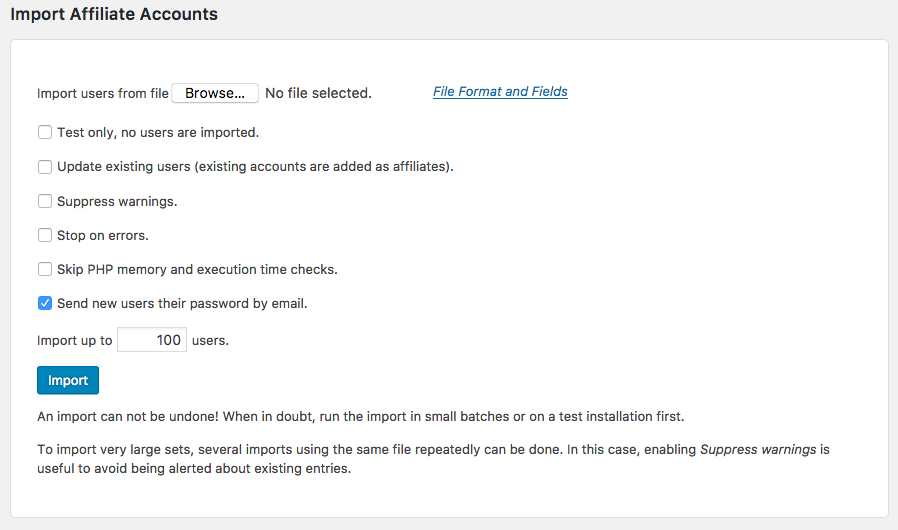 Import Affiliate Accounts
Import users from file Browse... No file selected. File Format and Fields
Test only, no users are imported.
Update existing users (existing accounts are added as affiliates).
Suppress warnings.
Stop on errors.
Skip PHP memory and execution time checks.
Send new users their password by email.
Import up to 100 users.
Import
An import can not be undone! When in doubt, run the import in small batches or on a test installation first.
To import very large sets, several imports using the same file repeatedly can be done. In this case, enabling Suppress warnings is
useful to avoid being alerted about existing entries.